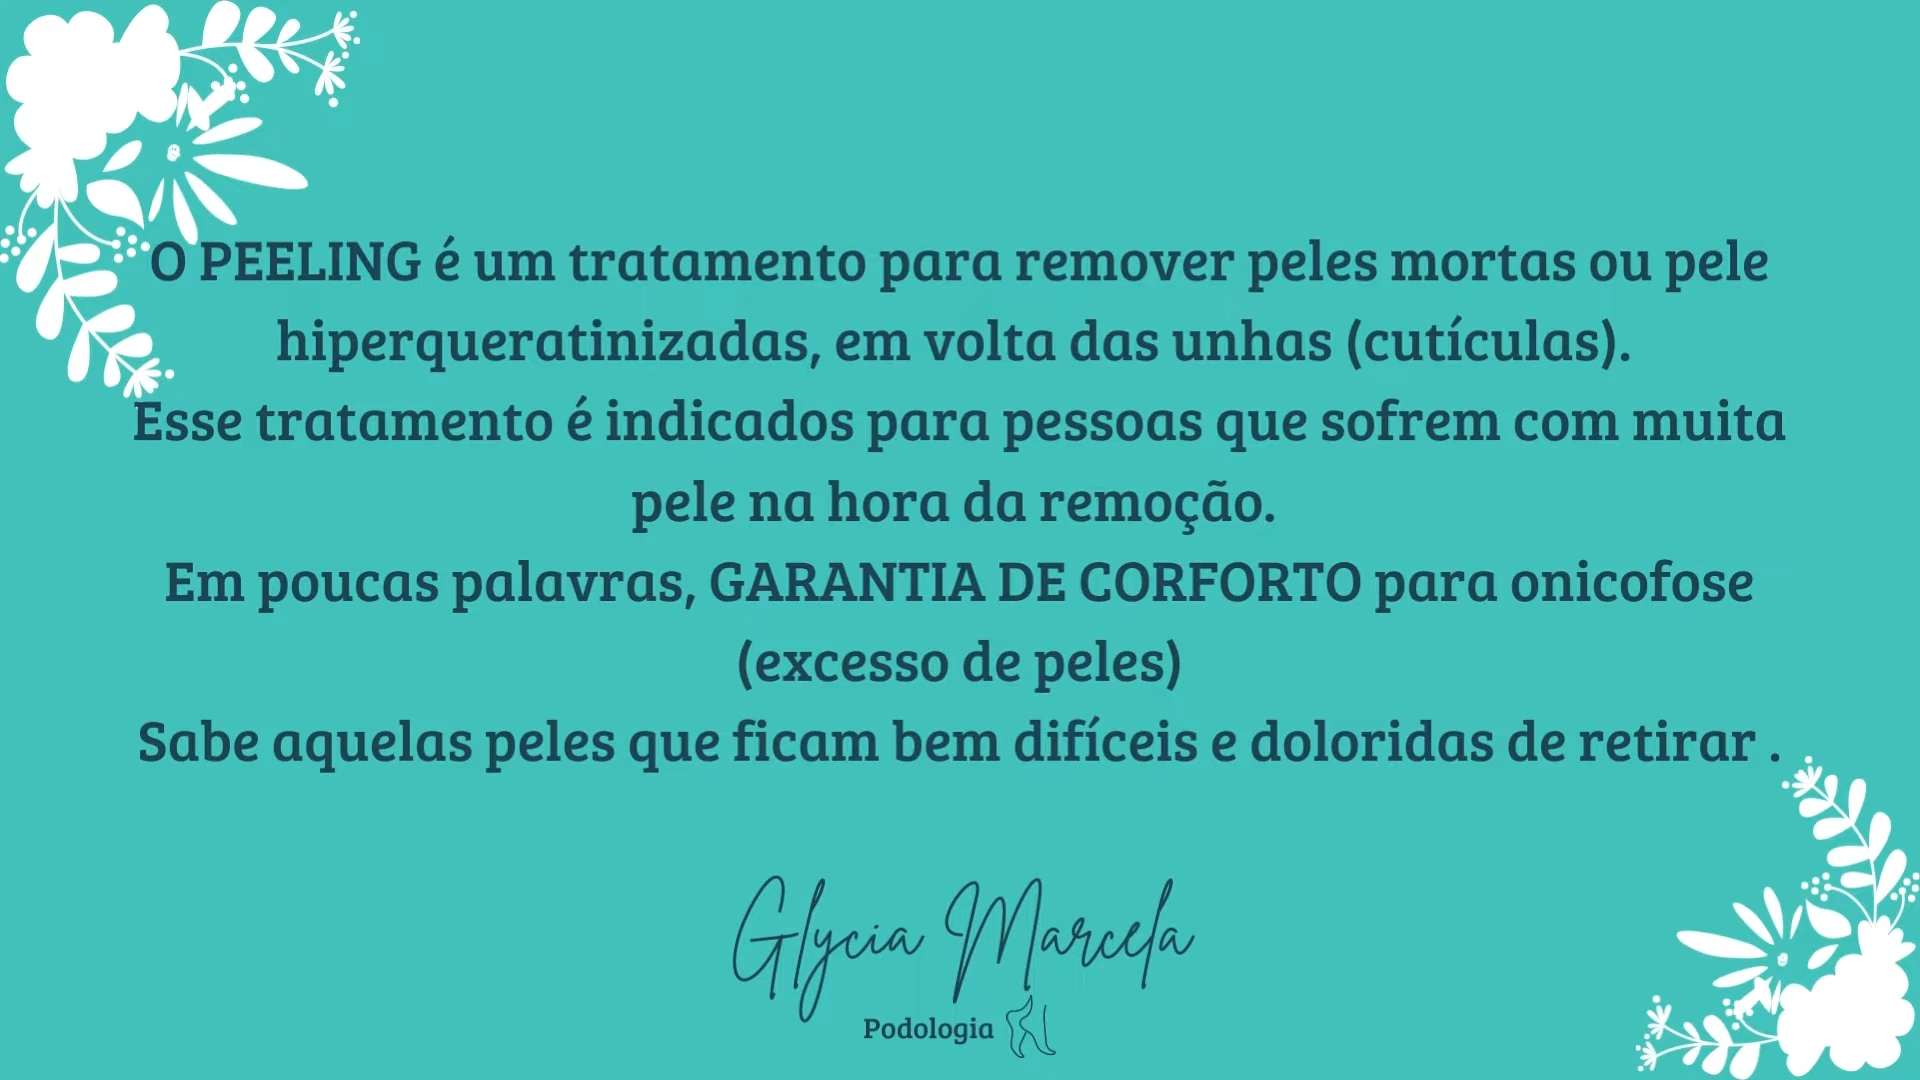 O PEELING é um tratamento para remover peles mortas ou pele
hiperqueratinizadas, em volta das unhas (cutículas).
Esse tratamento é indicados para pessoas que sofrem com muita
pele na hora da remoção.
Em poucas palavras, GARANTIA DE CORFORTO para onicofose
(excesso de peles)
Sabe aquelas peles que ficam bem difíceis e doloridas de retirar .
Glycia Marcela
Podologia